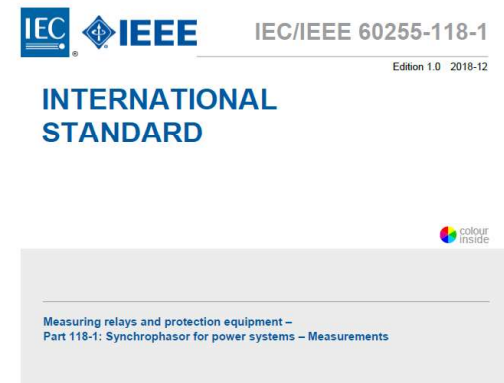 IEC ® IEEE IEC/IEEE 60255-118-1
Edition 1.0 2018-12
INTERNATIONAL
STANDARD
colour
inside
Measuring relays and protection equipment –
Part 118-1: Synchrophasor for power systems – Measurements